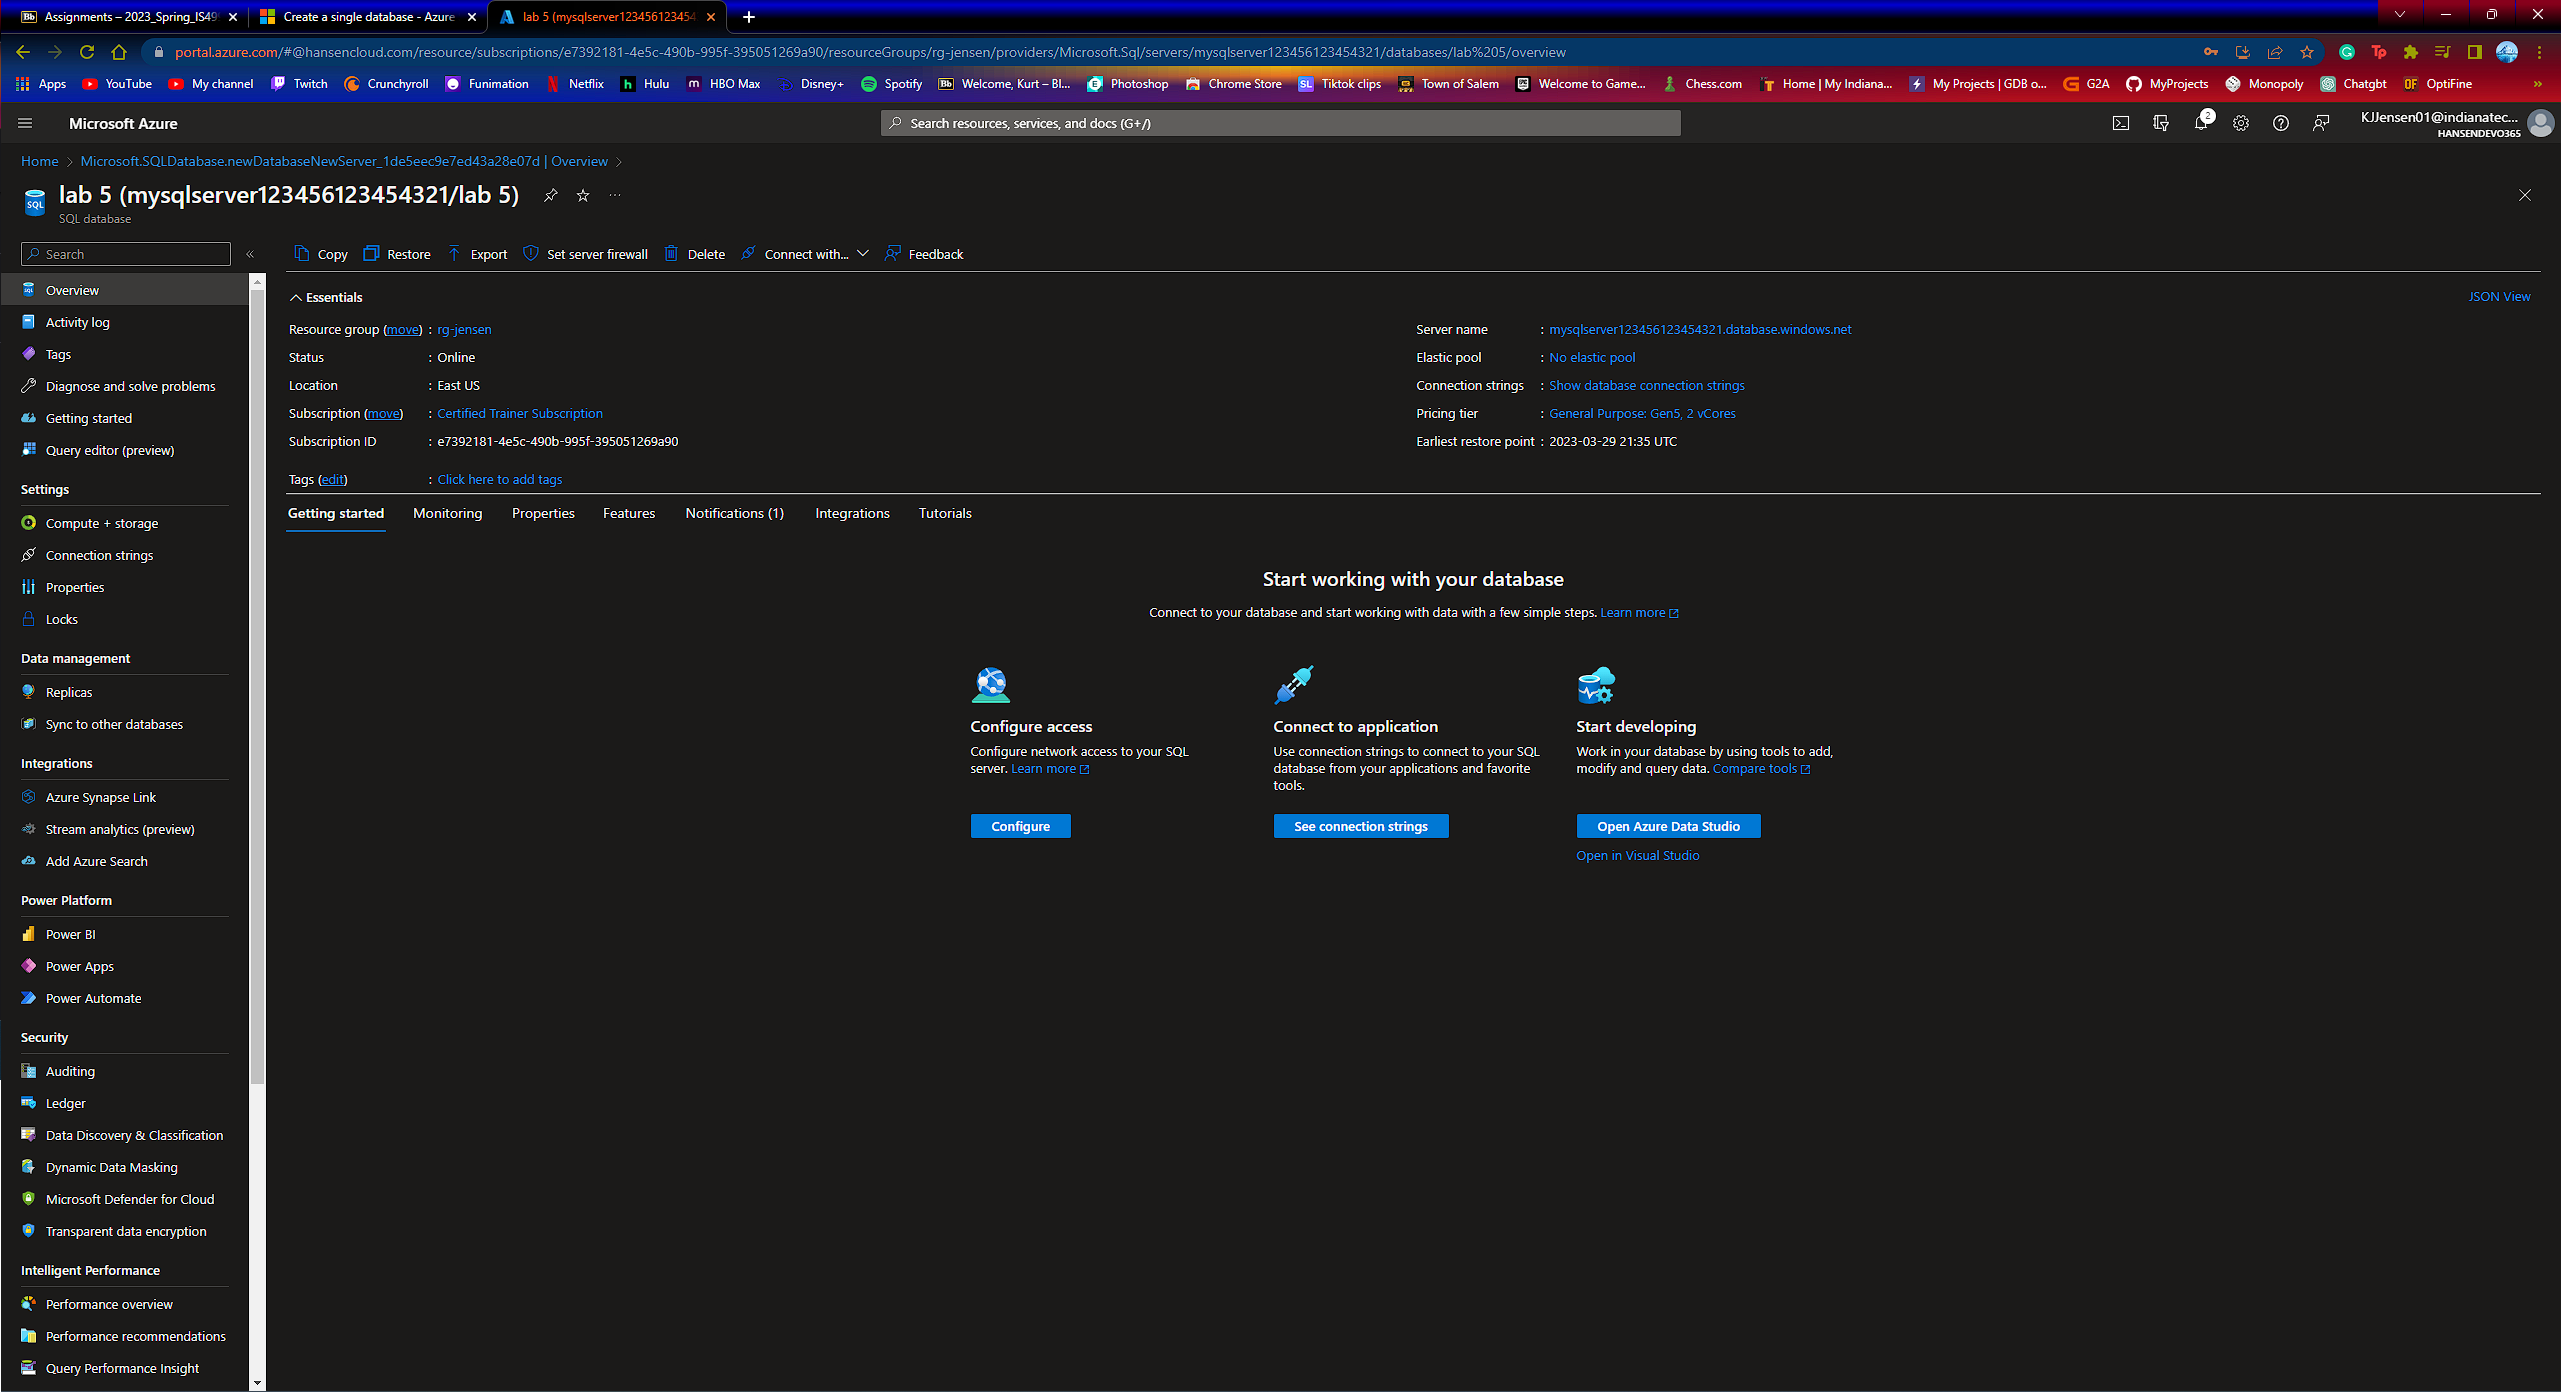 Assignments – 2023_Spring_IS49
Create a single database - Azure
lab 5 (mysqlserver123456123454
portal.azure.com/#@hansencloud.com/resource/subscriptions/e7392181-4e5c-490b-995f-395051269a90/resourceGroups/rg-jensen/providers/Microsoft.Sql/servers/mysqlserver123456123454321/databases/lab%205/overview
Apps YouTube My channel Twitch Crunchyroll Funimation Netflix Hulu HBO Max Disney+ Spotify Welcome, Kurt – Bl... Photoshop Chrome Store Tiktok clips Town of Salem Welcome to Game... Chess.com Home | My Indiana... My Projects | GDB o... G2A MyProjects Monopoly Chatgbt OptiFine »
Microsoft Azure
Search resources, services, and docs (G+/)
2
KJJensen01@indianatec...
HANSENDEVO365
Home > Microsoft.SQLDatabase.newDatabaseNewServer_1de5eec9e7ed43a28e07d | Overview >
lab 5 (mysqlserver123456123454321/lab 5) ...
SQL database
Search «
Overview
Activity log
Tags
Diagnose and solve problems
Getting started
Query editor (preview)
Settings
Compute + storage
Connection strings
Properties
Locks
Data management
Replicas
Sync to other databases
Integrations
Azure Synapse Link
Stream analytics (preview)
Add Azure Search
Power Platform
Power BI
Power Apps
Power Automate
Security
Auditing
Ledger
Data Discovery & Classification
Dynamic Data Masking
Microsoft Defender for Cloud
Transparent data encryption
Intelligent Performance
Performance overview
Performance recommendations
Query Performance Insight
Copy Restore Export Set server firewall Delete Connect with... Feedback
Essentials
JSON View
Resource group (move) : rg-jensen
Status : Online
Location : East US
Subscription (move) : Certified Trainer Subscription
Subscription ID : e7392181-4e5c-490b-995f-395051269a90
Tags (edit) : Click here to add tags
Server name : mysqlserver123456123454321.database.windows.net
Elastic pool : No elastic pool
Connection strings : Show database connection strings
Pricing tier : General Purpose: Gen5, 2 vCores
Earliest restore point : 2023-03-29 21:35 UTC
Getting started Monitoring Properties Features Notifications (1) Integrations Tutorials
Start working with your database
Connect to your database and start working with data with a few simple steps. Learn more
Configure access
Configure network access to your SQL
server. Learn more
Configure
Connect to application
Use connection strings to connect to your SQL
database from your applications and favorite
tools.
See connection strings
Start developing
Work in your database by using tools to add,
modify and query data. Compare tools
Open Azure Data Studio
Open in Visual Studio